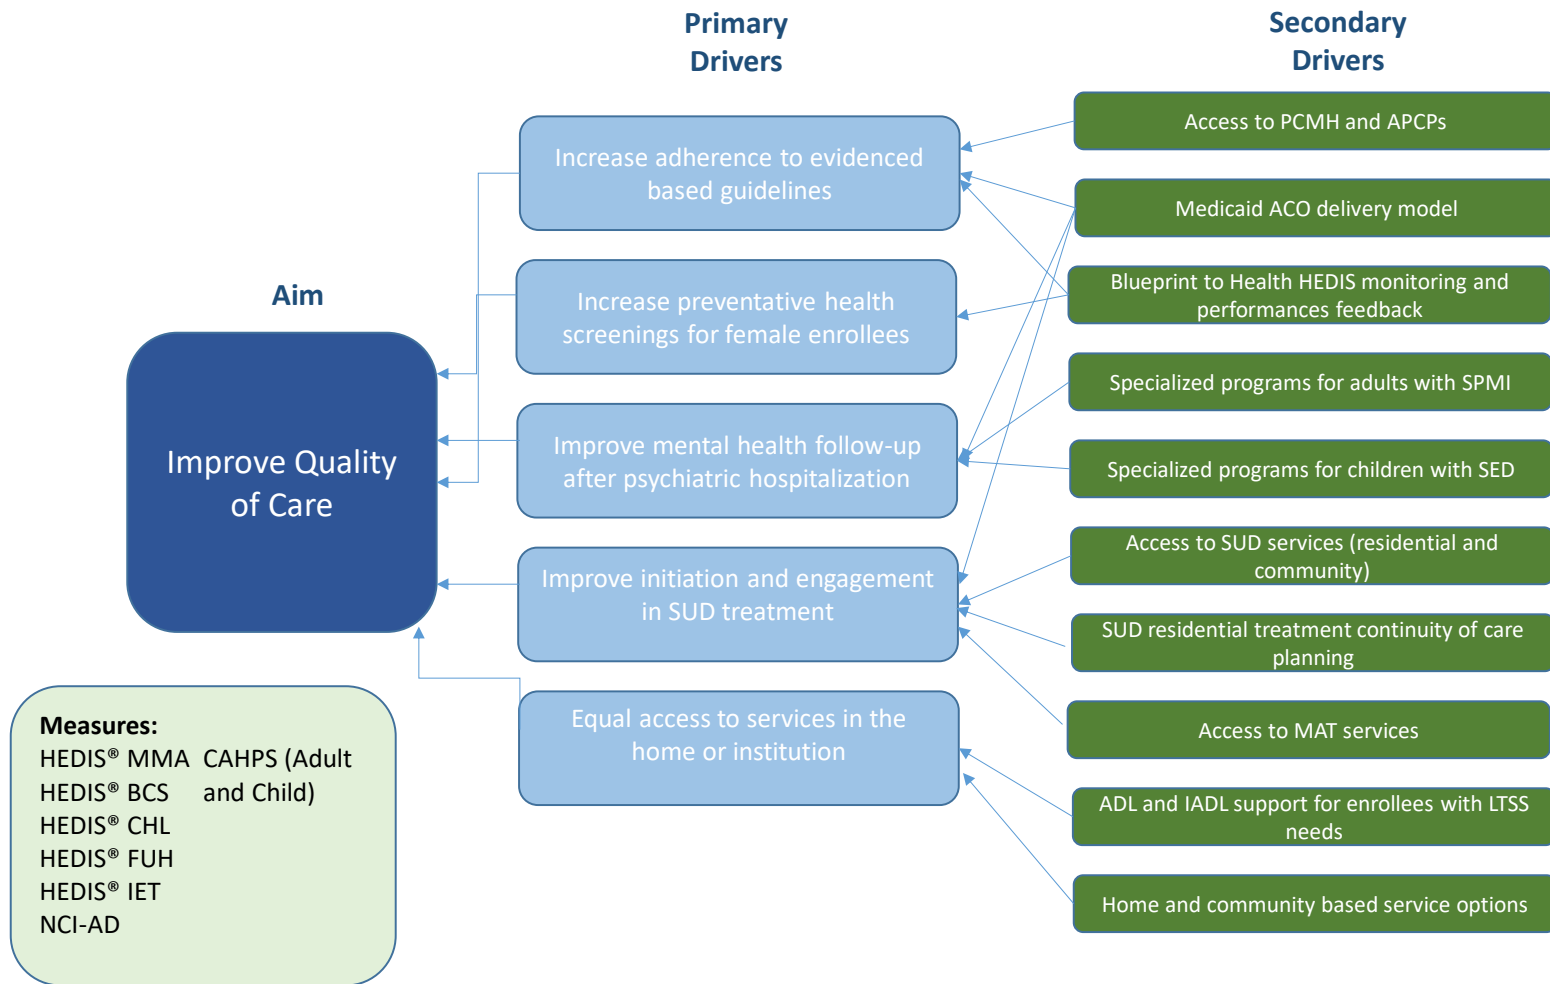 Primary
Drivers
Secondary
Drivers
Aim
Improve Quality
of Care
Increase adherence to evidenced
based guidelines
Increase preventative health
screenings for female enrollees
Improve mental health follow-up
after psychiatric hospitalization
Improve initiation and engagement
in SUD treatment
Equal access to services in the
home or institution
Access to PCMH and APCPs
Medicaid ACO delivery model
Blueprint to Health HEDIS monitoring and
performances feedback
Specialized programs for adults with SPMI
Specialized programs for children with SED
Access to SUD services (residential and
community)
SUD residential treatment continuity of care
planning
Access to MAT services
ADL and IADL support for enrollees with LTSS
needs
Home and community based service options
Measures:
HEDIS® MMA CAHPS (Adult
HEDIS® BCS and Child)
HEDIS® CHL
HEDIS® FUH
HEDIS® IET
NCI-AD